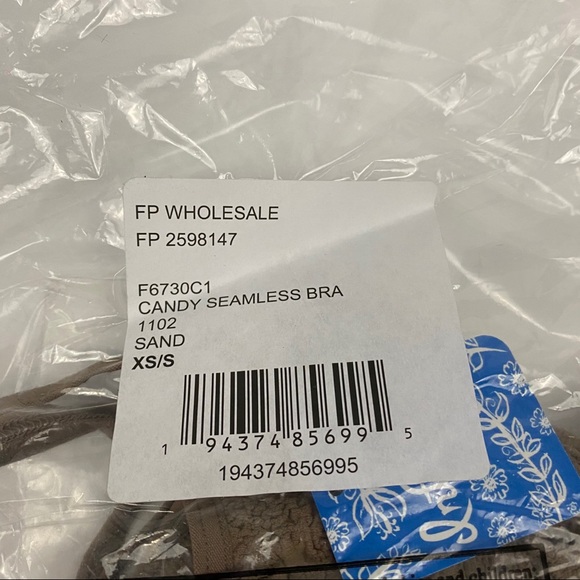 FP WHOLESALE
FP 2598147
F6730C1
CANDY SEAMLESS BRA
1102
SAND
XS/S
1 94374 85699 5
194374856995